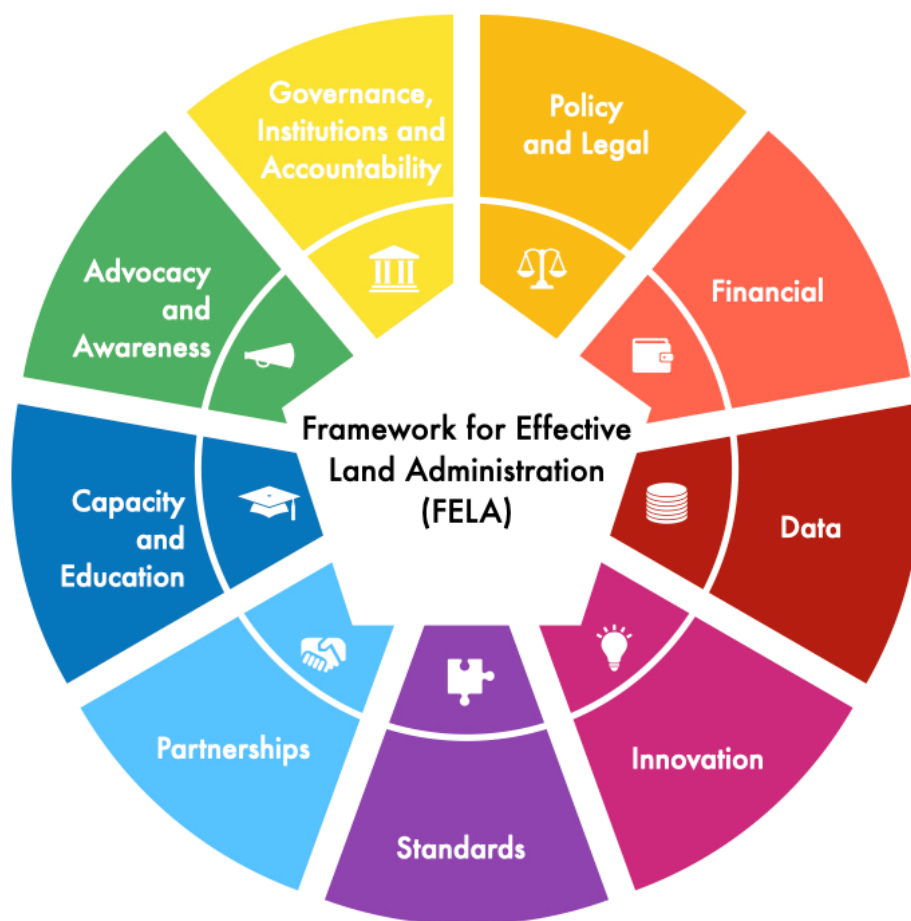 Governance,
Institutions and
Accountability
Policy
and Legal
Financial
Data
Innovation
Standards
Partnerships
Capacity
and
Education
Advocacy
and
Awareness
Framework for Effective
Land Administration
(FELA)